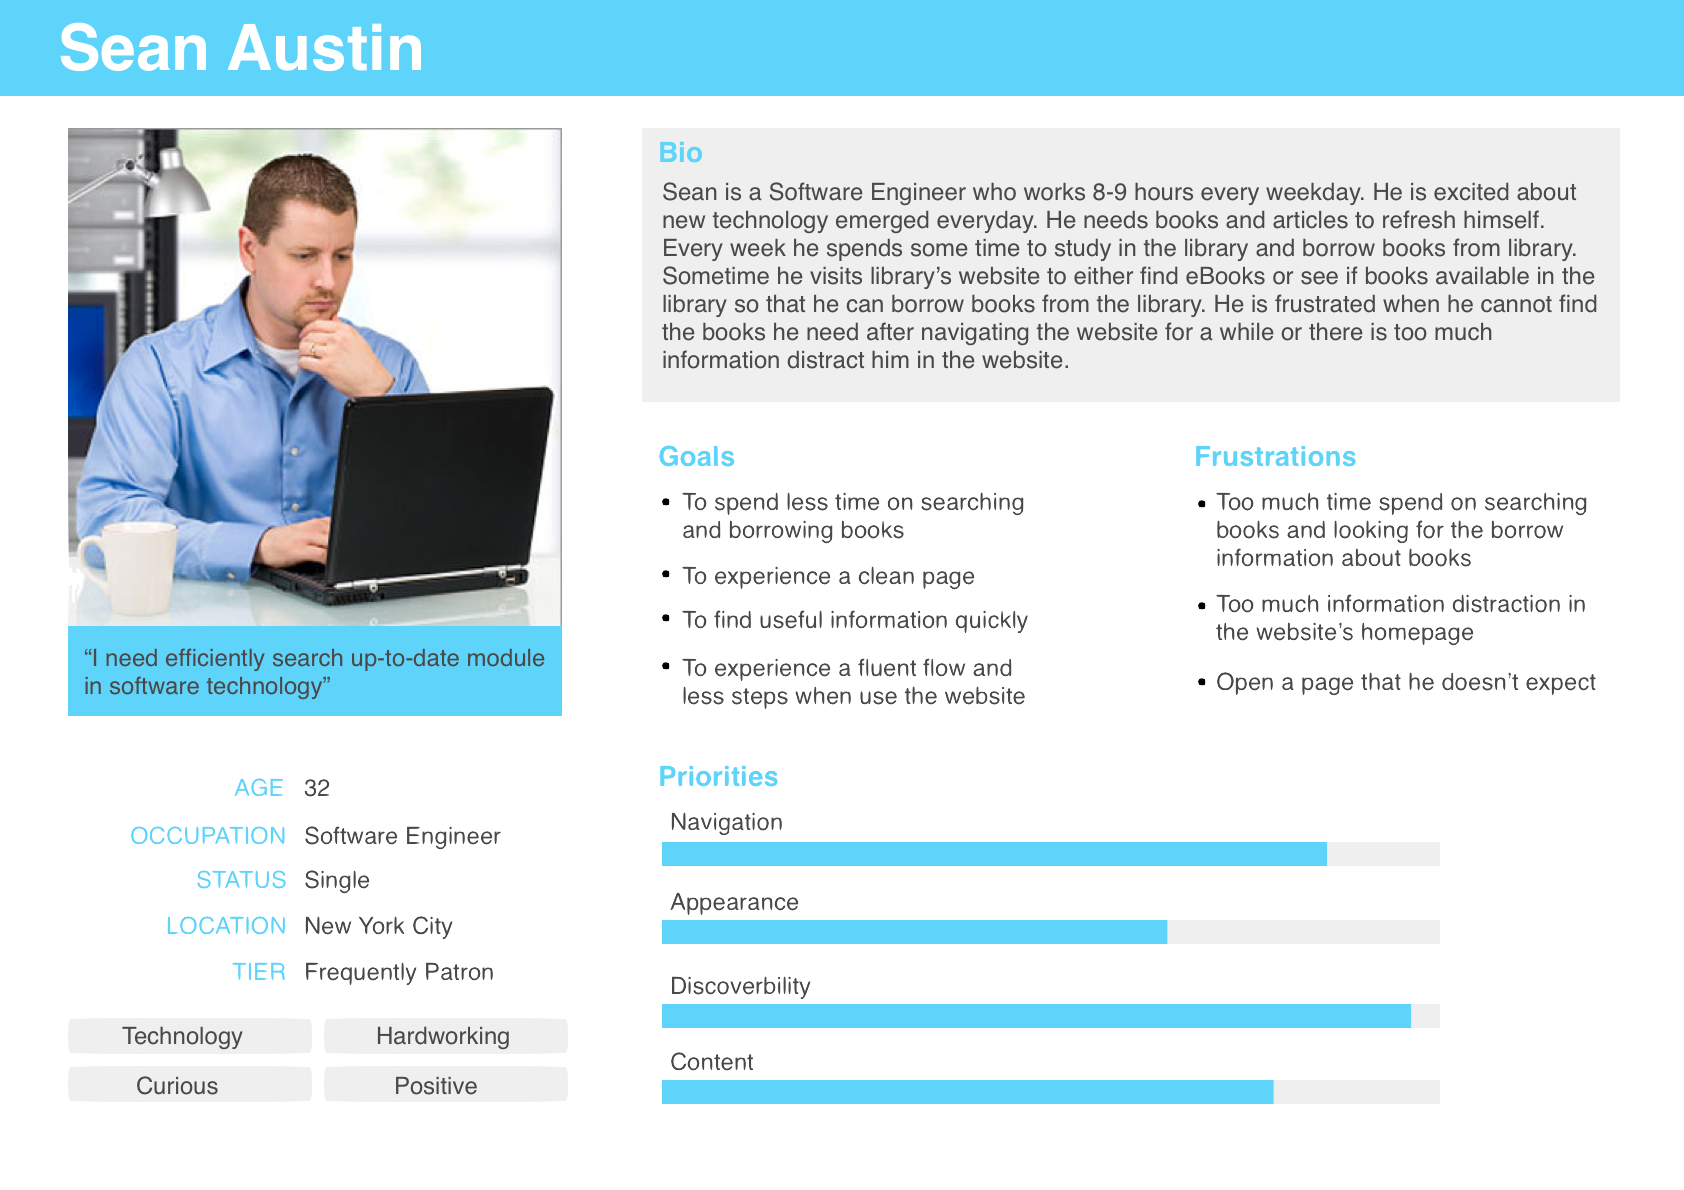 Sean Austin
“I need efficiently search up-to-date module
in software technology”
AGE 32
OCCUPATION Software Engineer
STATUS Single
LOCATION New York City
TIER Frequently Patron
Technology Hardworking
Curious Positive
Bio
Sean is a Software Engineer who works 8-9 hours every weekday. He is excited about
new technology emerged everyday. He needs books and articles to refresh himself.
Every week he spends some time to study in the library and borrow books from library.
Sometime he visits library’s website to either find eBooks or see if books available in the
library so that he can borrow books from the library. He is frustrated when he cannot find
the books he need after navigating the website for a while or there is too much
information distract him in the website.
Goals
• To spend less time on searching
and borrowing books
• To experience a clean page
• To find useful information quickly
• To experience a fluent flow and
less steps when use the website
Frustrations
• Too much time spend on searching
books and looking for the borrow
information about books
• Too much information distraction in
the website’s homepage
• Open a page that he doesn’t expect
Priorities
Navigation
Appearance
Discoverbility
Content